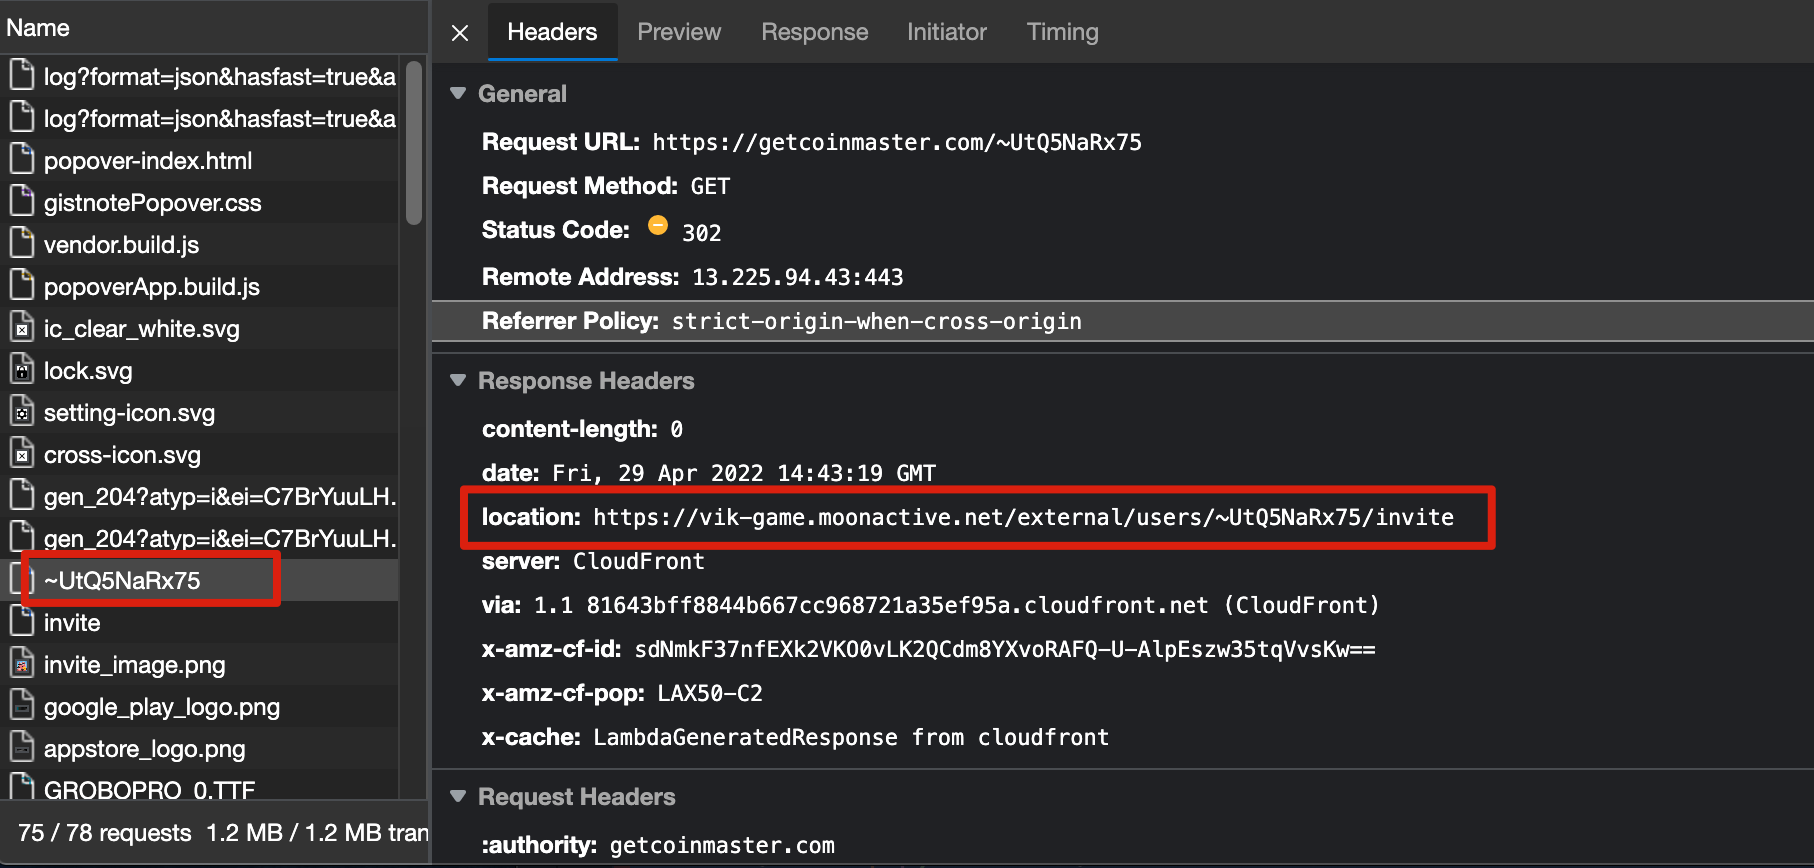 Name
log?format=json&hasfast=true&a
log?format=json&hasfast=true&a
popover-index.html
gistnotePopover.css
vendor.build.js
popoverApp.build.js
ic_clear_white.svg
lock.svg
setting-icon.svg
cross-icon.svg
gen_204?atyp=i&ei=C7BrYuuLH.
gen_204?atyp=i&ei=C7BrYuuLH.
~UtQ5NaRx75
invite
invite_image.png
google_play_logo.png
appstore_logo.png
GROBOPRO_0.TTF
75 / 78 requests 1.2 MB / 1.2 MB tran
Headers Preview Response Initiator Timing
General
Request URL: https://getcoinmaster.com/~UtQ5NaRx75
Request Method: GET
Status Code: 302
Remote Address: 13.225.94.43:443
Referrer Policy: strict-origin-when-cross-origin
Response Headers
content-length: 0
date: Fri, 29 Apr 2022 14:43:19 GMT
location: https://vik-game.moonactive.net/external/users/~UtQ5NaRx75/invite
server: CloudFront
via: 1.1 81643bff8844b667cc968721a35ef95a.cloudfront.net (CloudFront)
x-amz-cf-id: sdNmkF37nfEXk2VKO0vLK2QCdm8YXvoRAFQ-U-AlpEszw35tqVvsKw==
x-amz-cf-pop: LAX50-C2
x-cache: LambdaGeneratedResponse from cloudfront
Request Headers
:authority: getcoinmaster.com